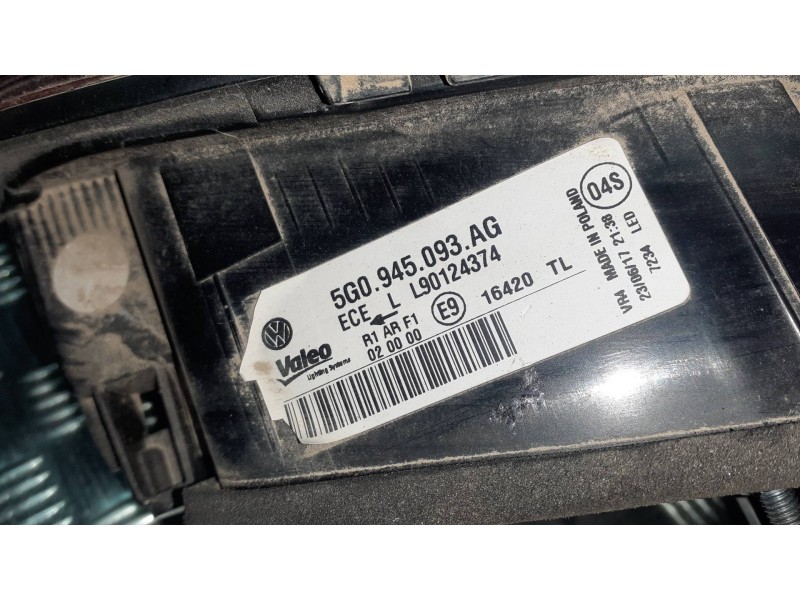 5G0.945.093.AG
ECE L L90124374
R1 AR F1
02 00 00
E9 16420 TL
VW
Valeo
Lighting Systems
VR4 MADE IN POLAND
23/06/17 21:38
7234 LED
04S